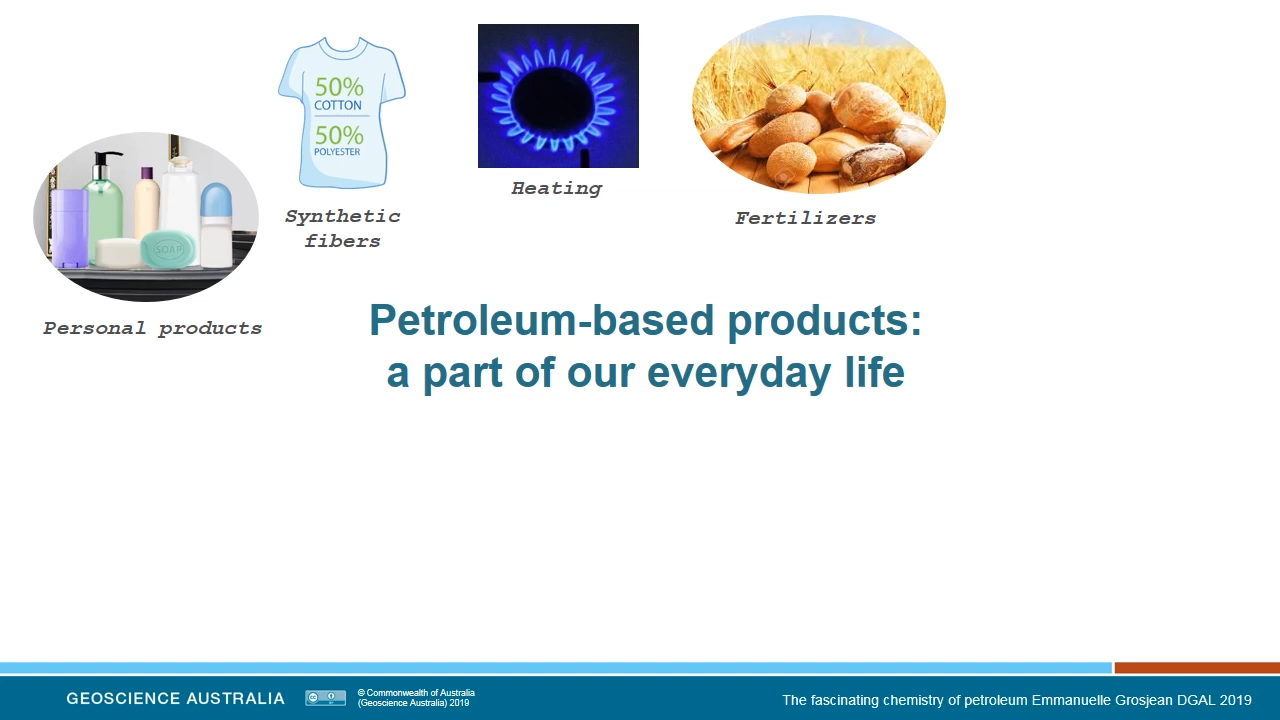 50%
COTTON
50%
POLYESTER
Heating
Synthetic
fibers
Fertilizers
SOAP
Personal products
Petroleum-based products:
a part of our everyday life
GEOSCIENCE AUSTRALIA
© Commonwealth of Australia
(Geoscience Australia) 2019
The fascinating chemistry of petroleum Emmanuelle Grosjean DGAL 2019